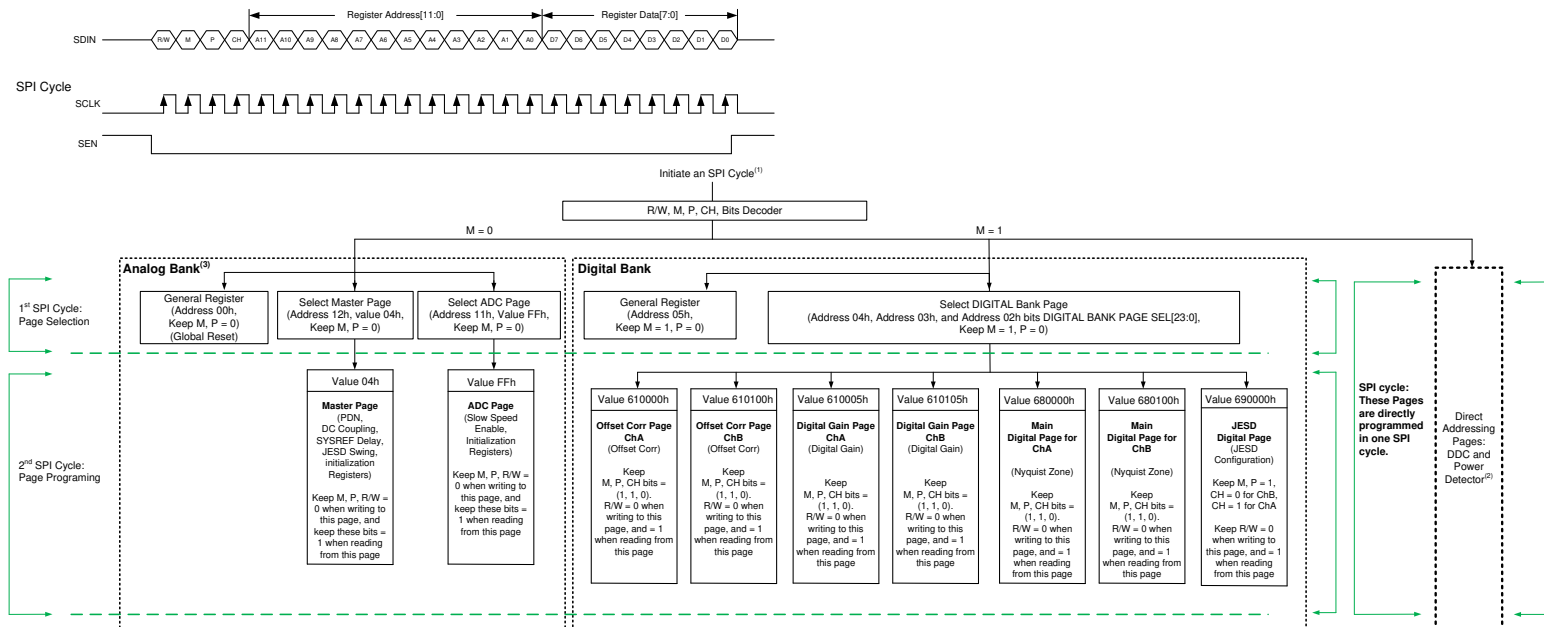 Register Address[11:0]
Register Data[7:0]
SDIN
R/W M P CH A11 A10 A9 A8 A7 A6 A5 A4 A3 A2 A1 A0 D7 D6 D5 D4 D3 D2 D1 D0
SPI Cycle
SCLK
SEN
Initiate an SPI Cycle(1)
R/W, M, P, CH, Bits Decoder
M = 0
M = 1
Analog Bank(3)
Digital Bank
1st SPI Cycle:
Page Selection
General Register
(Address 00h,
Keep M, P = 0)
(Global Reset)
Select Master Page
(Address 12h, value 04h,
Keep M, P = 0)
Select ADC Page
(Address 11h, Value FFh,
Keep M, P = 0)
General Register
(Address 05h,
Keep M = 1, P = 0)
Select DIGITAL Bank Page
(Address 04h, Address 03h, and Address 02h bits DIGITAL BANK PAGE SEL[23:0],
Keep M = 1, P = 0)
2nd SPI Cycle:
Page Programing
Value 04h
Master Page
(PDN,
DC Coupling,
SYSREF Delay,
JESD Swing,
initialization
Registers)
Keep M, P, R/W =
0 when writing to
this page, and
keep these bits =
1 when reading
from this page
Value FFh
ADC Page
(Slow Speed
Enable,
Initialization
Registers)
Keep M, P, R/W =
0 when writing to
this page, and
keep these bits =
1 when reading
from this page
Value 610000h
Offset Corr Page
ChA
(Offset Corr)
Keep
M, P, CH bits =
(1, 1, 0).
R/W = 0 when
writing to this
page, and = 1
when reading from
this page
Value 610100h
Offset Corr Page
ChB
(Offset Corr)
Keep
M, P, CH bits =
(1, 1, 0).
R/W = 0 when
writing to this
page, and = 1
when reading from
this page
Value 610005h
Digital Gain Page
ChA
(Digital Gain)
Keep
M, P, CH bits =
(1, 1, 0).
R/W = 0 when
writing to this
page, and = 1
when reading from
this page
Value 610105h
Digital Gain Page
ChB
(Digital Gain)
Keep
M, P, CH bits =
(1, 1, 0).
R/W = 0 when
writing to this
page, and = 1
when reading from
this page
Value 680000h
Main
Digital Page for
ChA
(Nyquist Zone)
Keep
M, P, CH bits =
(1, 1, 0).
R/W = 0 when
writing to this
page, and = 1
when reading
from this page
Value 680100h
Main
Digital Page for
ChB
(Nyquist Zone)
Keep
M, P, CH bits =
(1, 1, 0).
R/W = 0 when
writing to this
page, and = 1
when reading
from this page
Value 690000h
JESD
Digital Page
(JESD
Configuration)
Keep M, P = 1,
CH = 0 for ChB,
CH = 1 for ChA
Keep R/W = 0
when writing to
this page, and = 1
when reading
from this page
SPI cycle:
These Pages
are directly
programmed
in one SPI
cycle.
Direct
Addressing
Pages:
DDC and
Power
Detector(2)